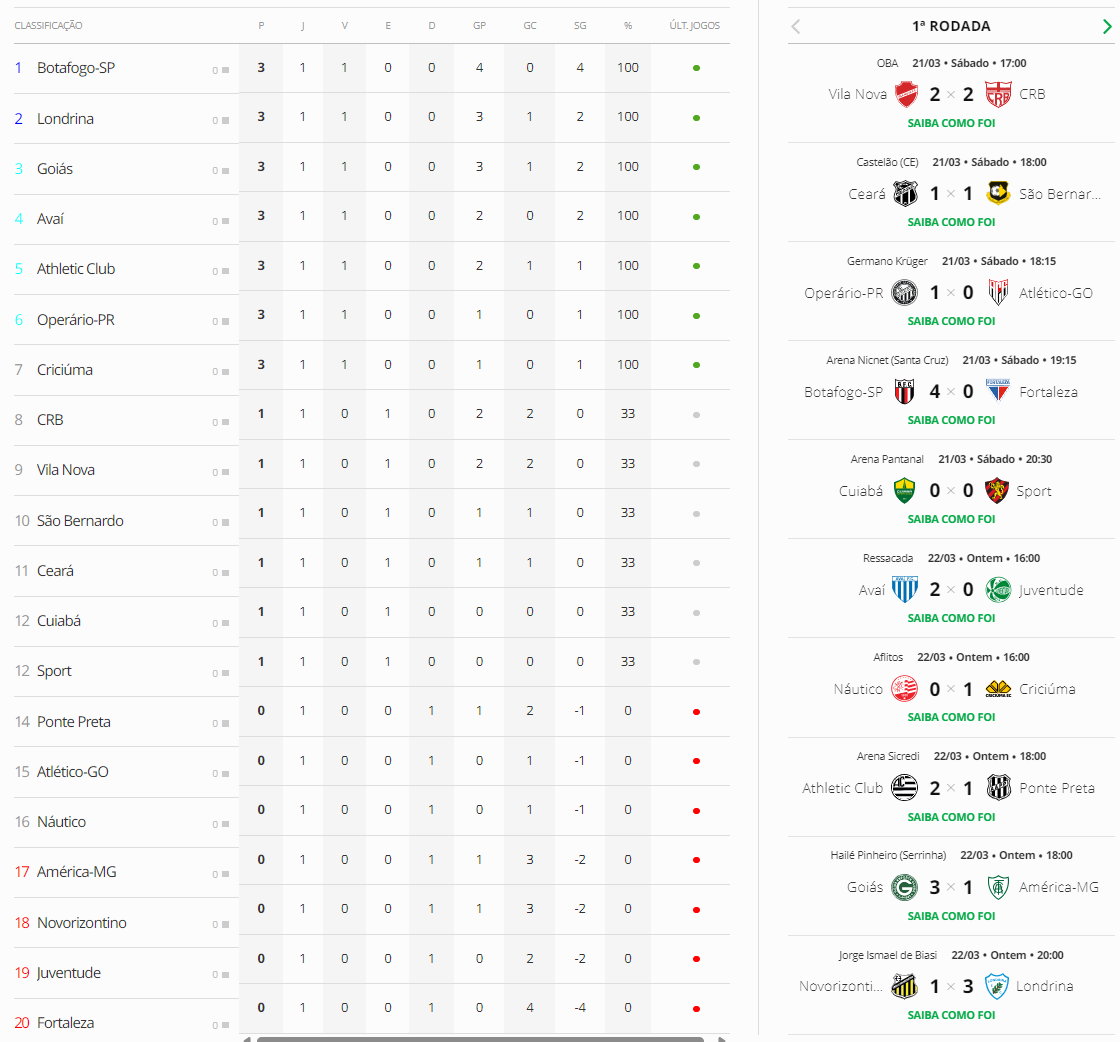 CLASSIFICAÇÃO P J V E D GP GC SG % ÚLT. JOGOS
1 Botafogo-SP 0 3 1 1 0 0 4 0 4 100
2 Londrina 0 3 1 1 0 0 3 1 2 100
3 Goiás 0 3 1 1 0 0 3 1 2 100
4 Avaí 0 3 1 1 0 0 2 0 2 100
5 Athletic Club 0 3 1 1 0 0 2 1 1 100
6 Operário-PR 0 3 1 1 0 0 1 0 1 100
7 Criciúma 0 3 1 1 0 0 1 0 1 100
8 CRB 0 1 1 0 1 0 2 2 0 33
9 Vila Nova 0 1 1 0 1 0 2 2 0 33
10 São Bernardo 0 1 1 0 1 0 1 1 0 33
11 Ceará 0 1 1 0 1 0 1 1 0 33
12 Cuiabá 0 1 1 0 1 0 0 0 0 33
12 Sport 0 1 1 0 1 0 0 0 0 33
14 Ponte Preta 0 0 1 0 0 1 1 2 -1 0
15 Atlético-GO 0 0 1 0 0 1 0 1 -1 0
16 Náutico 0 0 1 0 0 1 0 1 -1 0
17 América-MG 0 0 1 0 0 1 1 3 -2 0
18 Novorizontino 0 0 1 0 0 1 1 3 -2 0
19 Juventude 0 0 1 0 0 1 0 2 -2 0
20 Fortaleza 0 0 1 0 0 1 0 4 -4 0
1ª RODADA
OBA 21/03 • Sábado • 17:00
Vila Nova 2 × 2 CRB
SAIBA COMO FOI
Castelão (CE) 21/03 • Sábado • 18:00
Ceará 1 × 1 São Bernar...
SAIBA COMO FOI
Germano Krüger 21/03 • Sábado • 18:15
Operário-PR 1 × 0 Atlético-GO
SAIBA COMO FOI
Arena Nicnet (Santa Cruz) 21/03 • Sábado • 19:15
Botafogo-SP 4 × 0 Fortaleza
SAIBA COMO FOI
Arena Pantanal 21/03 • Sábado • 20:30
Cuiabá 0 × 0 Sport
SAIBA COMO FOI
Ressacada 22/03 • Ontem • 16:00
Avaí 2 × 0 Juventude
SAIBA COMO FOI
Aflitos 22/03 • Ontem • 16:00
Náutico 0 × 1 Criciúma
SAIBA COMO FOI
Arena Sicredi 22/03 • Ontem • 18:00
Athletic Club 2 × 1 Ponte Preta
SAIBA COMO FOI
Hailé Pinheiro (Serrinha) 22/03 • Ontem • 18:00
Goiás 3 × 1 América-MG
SAIBA COMO FOI
Jorge Ismael de Biasi 22/03 • Ontem • 20:00
Novorizonti... 1 × 3 Londrina
SAIBA COMO FOI